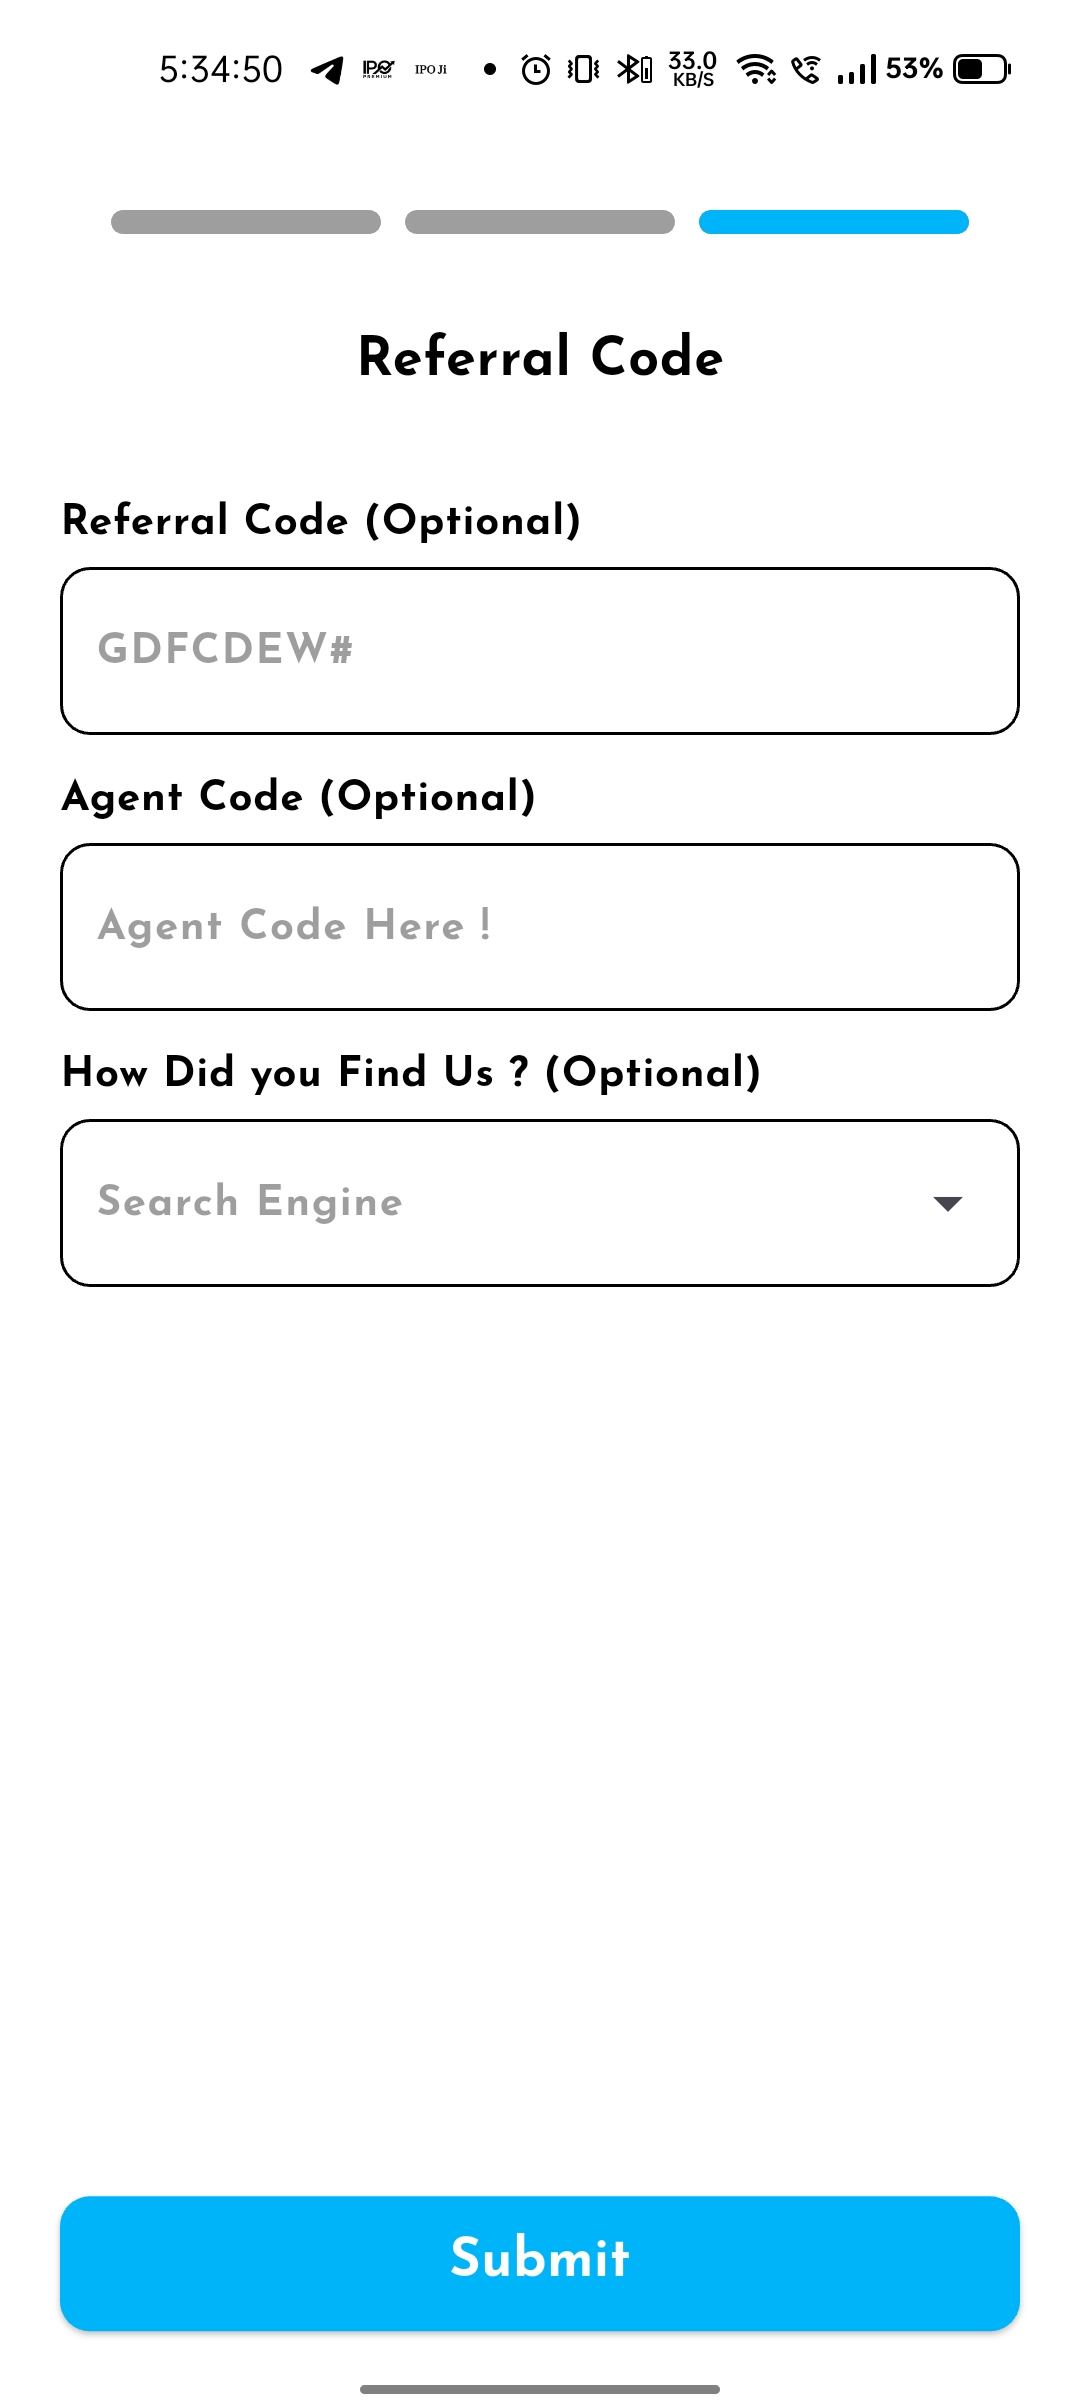 5:34:50 IPO PREMIUM IPO Ji 33.0 KB/S 53%
Referral Code
Referral Code (Optional)
GDFCDEW#
Agent Code (Optional)
Agent Code Here !
How Did you Find Us ? (Optional)
Search Engine
Submit